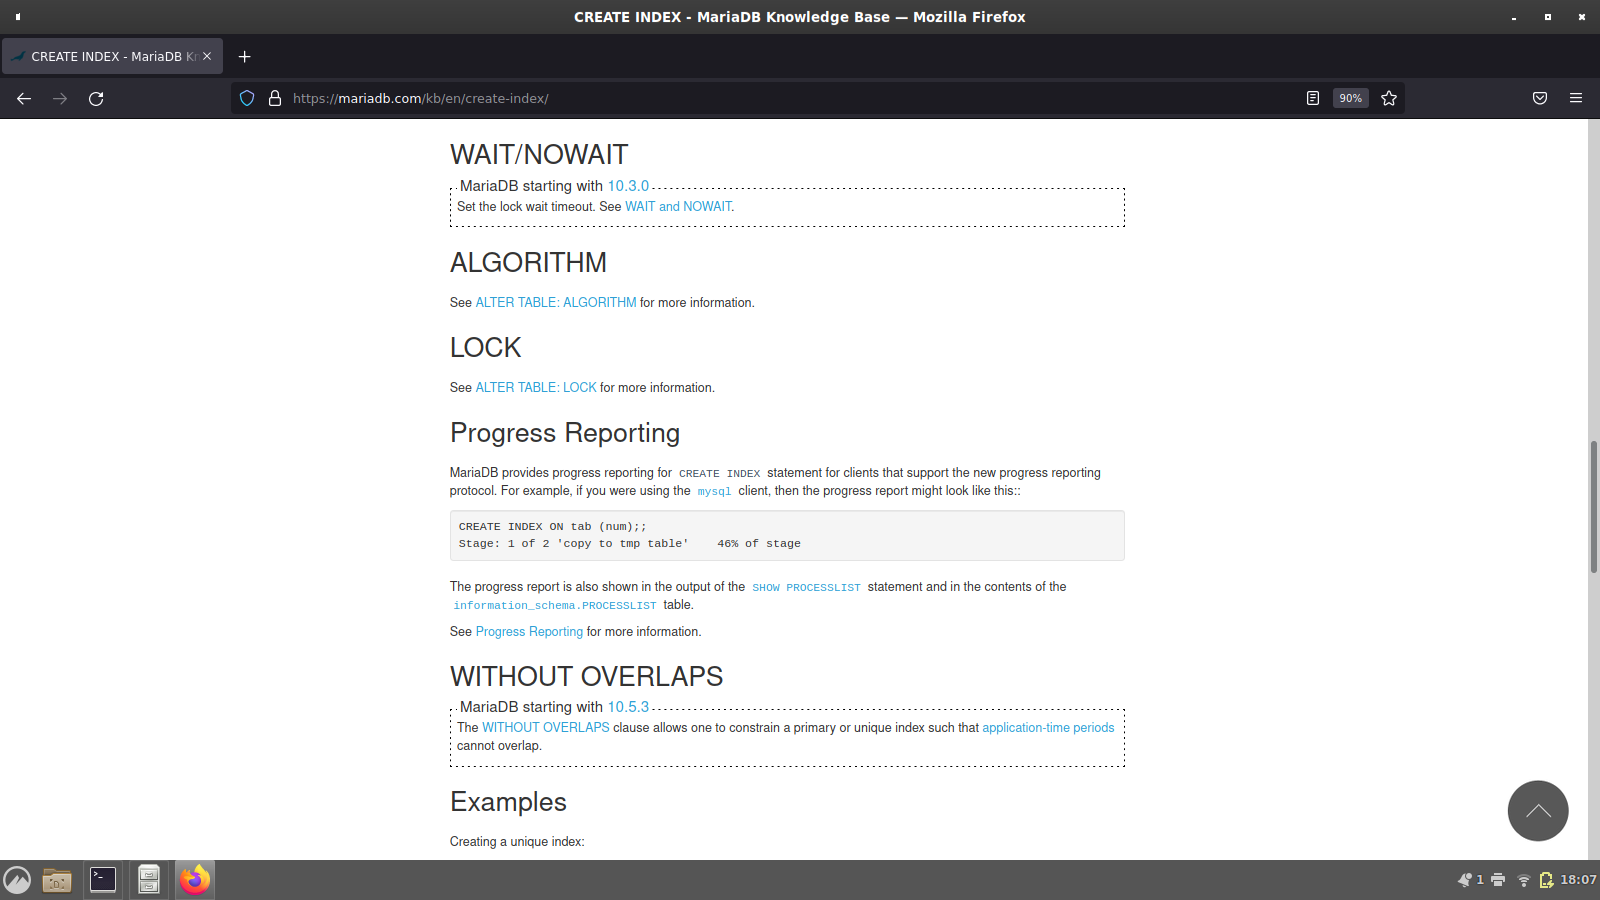 CREATE INDEX - MariaDB Knowledge Base — Mozilla Firefox
CREATE INDEX - MariaDB Kn
https://mariadb.com/kb/en/create-index/
90%
WAIT/NOWAIT
MariaDB starting with 10.3.0
Set the lock wait timeout. See WAIT and NOWAIT.
ALGORITHM
See ALTER TABLE: ALGORITHM for more information.
LOCK
See ALTER TABLE: LOCK for more information.
Progress Reporting
MariaDB provides progress reporting for CREATE INDEX statement for clients that support the new progress reporting
protocol. For example, if you were using the mysql client, then the progress report might look like this::
CREATE INDEX ON tab (num);;
Stage: 1 of 2 'copy to tmp table' 46% of stage
The progress report is also shown in the output of the SHOW PROCESSLIST statement and in the contents of the
information_schema.PROCESSLIST table.
See Progress Reporting for more information.
WITHOUT OVERLAPS
MariaDB starting with 10.5.3
The WITHOUT OVERLAPS clause allows one to constrain a primary or unique index such that application-time periods
cannot overlap.
Examples
Creating a unique index:
1
18:07